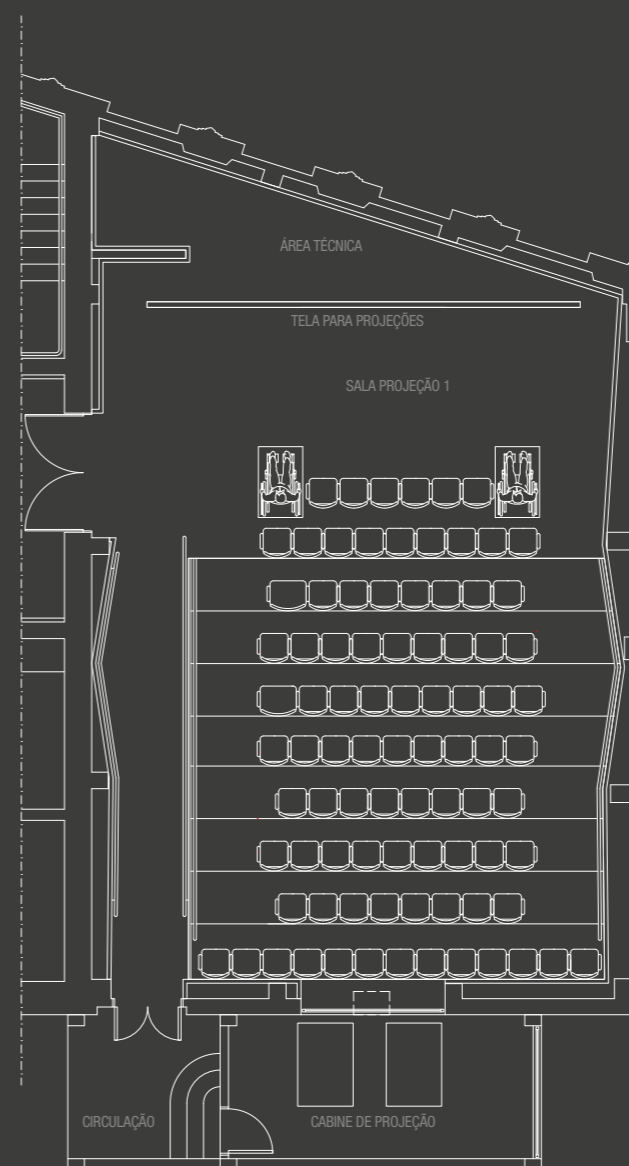 ÁREA TÉCNICA
TELA PARA PROJEÇÕES
SALA PROJEÇÃO 1
CIRCULAÇÃO
CABINE DE PROJEÇÃO